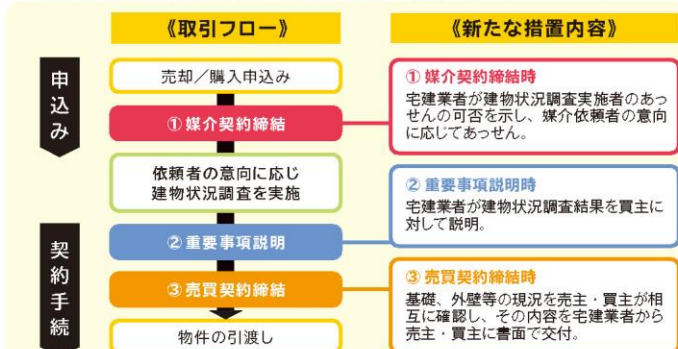 《取引フロー》
《新たな措置内容》
申込み
売却／購入申込み
①媒介契約締結
依頼者の意向に応じ
建物状況調査を実施
契約手続
②重要事項説明
③売買契約締結
物件の引渡し
①媒介契約締結時
宅建業者が建物状況調査実施者のあっ
せんの可否を示し、媒介依頼者の意向
に応じてあっせん。
②重要事項説明時
宅建業者が建物状況調査結果を買主に
対して説明。
③売買契約締結時
基礎、外壁等の現況を売主・買主が相
互に確認し、その内容を宅建業者から
売主・買主に書面で交付。